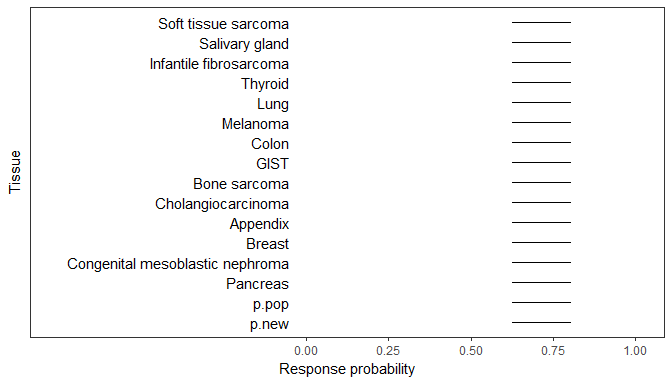 Soft tissue sarcoma
Salivary gland
Infantile fibrosarcoma
Thyroid
Lung
Melanoma
Colon
GIST
Bone sarcoma
Cholangiocarcinoma
Appendix
Breast
Congenital mesoblastic nephroma
Pancreas
p.pop
p.new
Tissue
0.00 0.25 0.50 0.75 1.00
Response probability